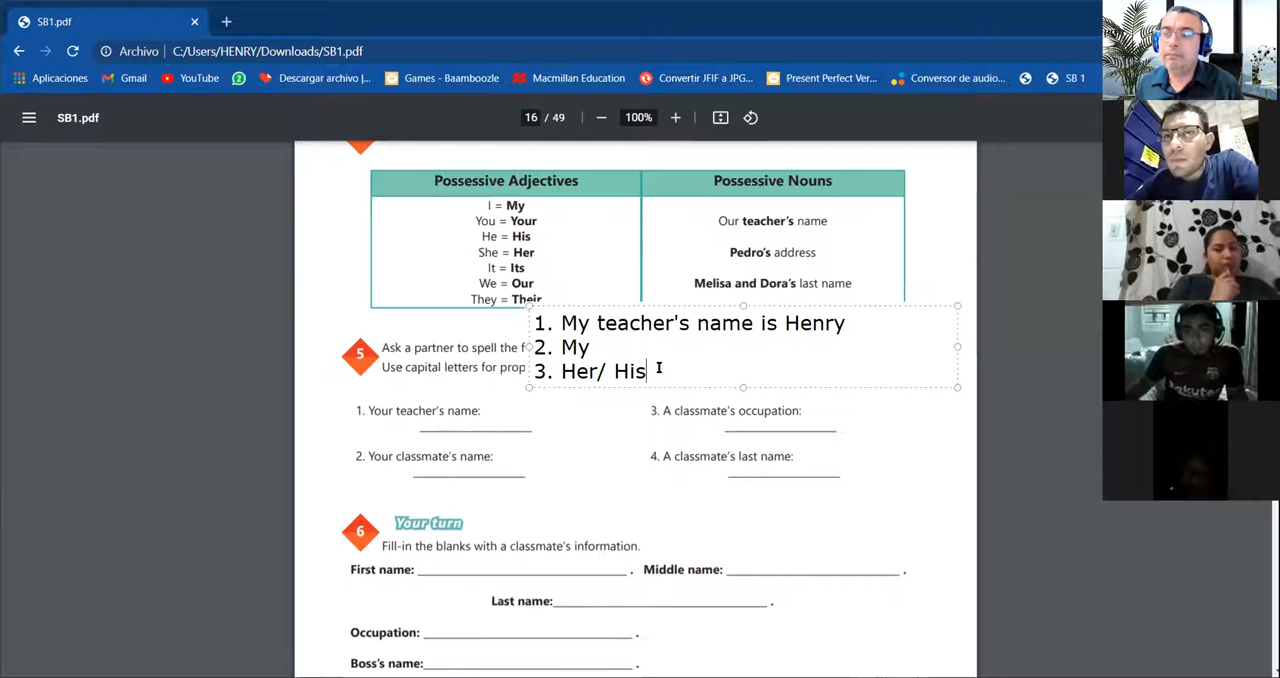 SB1.pdf
Archivo C:/Users/HENRY/Downloads/SB1.pdf
Aplicaciones Gmail YouTube 2 Descargar archivo |... Games - Baamboozle Macmillan Education Convertir JFIF a JPG... Present Perfect Ver... Conversor de audio... SB 1
SB1.pdf 16 / 49 100%
Possessive Adjectives Possessive Nouns
I = My
You = Your
He = His
She = Her
It = Its
We = Our
They = Their
Our teacher's name
Pedro's address
Melisa and Dora's last name
1. My teacher's name is Henry
2. My
3. Her/ His
5 Ask a partner to spell the f
Use capital letters for prop
1. Your teacher's name:
2. Your classmate's name:
3. A classmate's occupation:
4. A classmate's last name:
6 Your turn
Fill-in the blanks with a classmate's information.
First name: . Middle name: .
Last name: .
Occupation: .
Boss's name: .